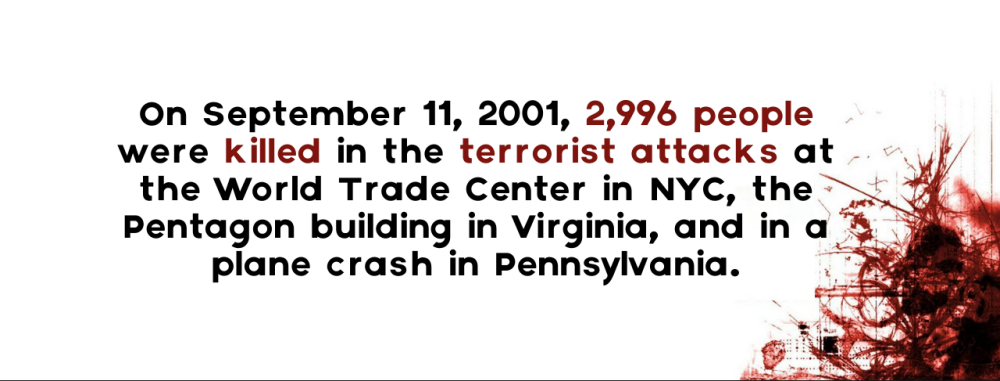 On September 11, 2001, 2,996 people
were killed in the terrorist attacks at
the World Trade Center in NYC, the
Pentagon building in Virginia, and in a
plane crash in Pennsylvania.